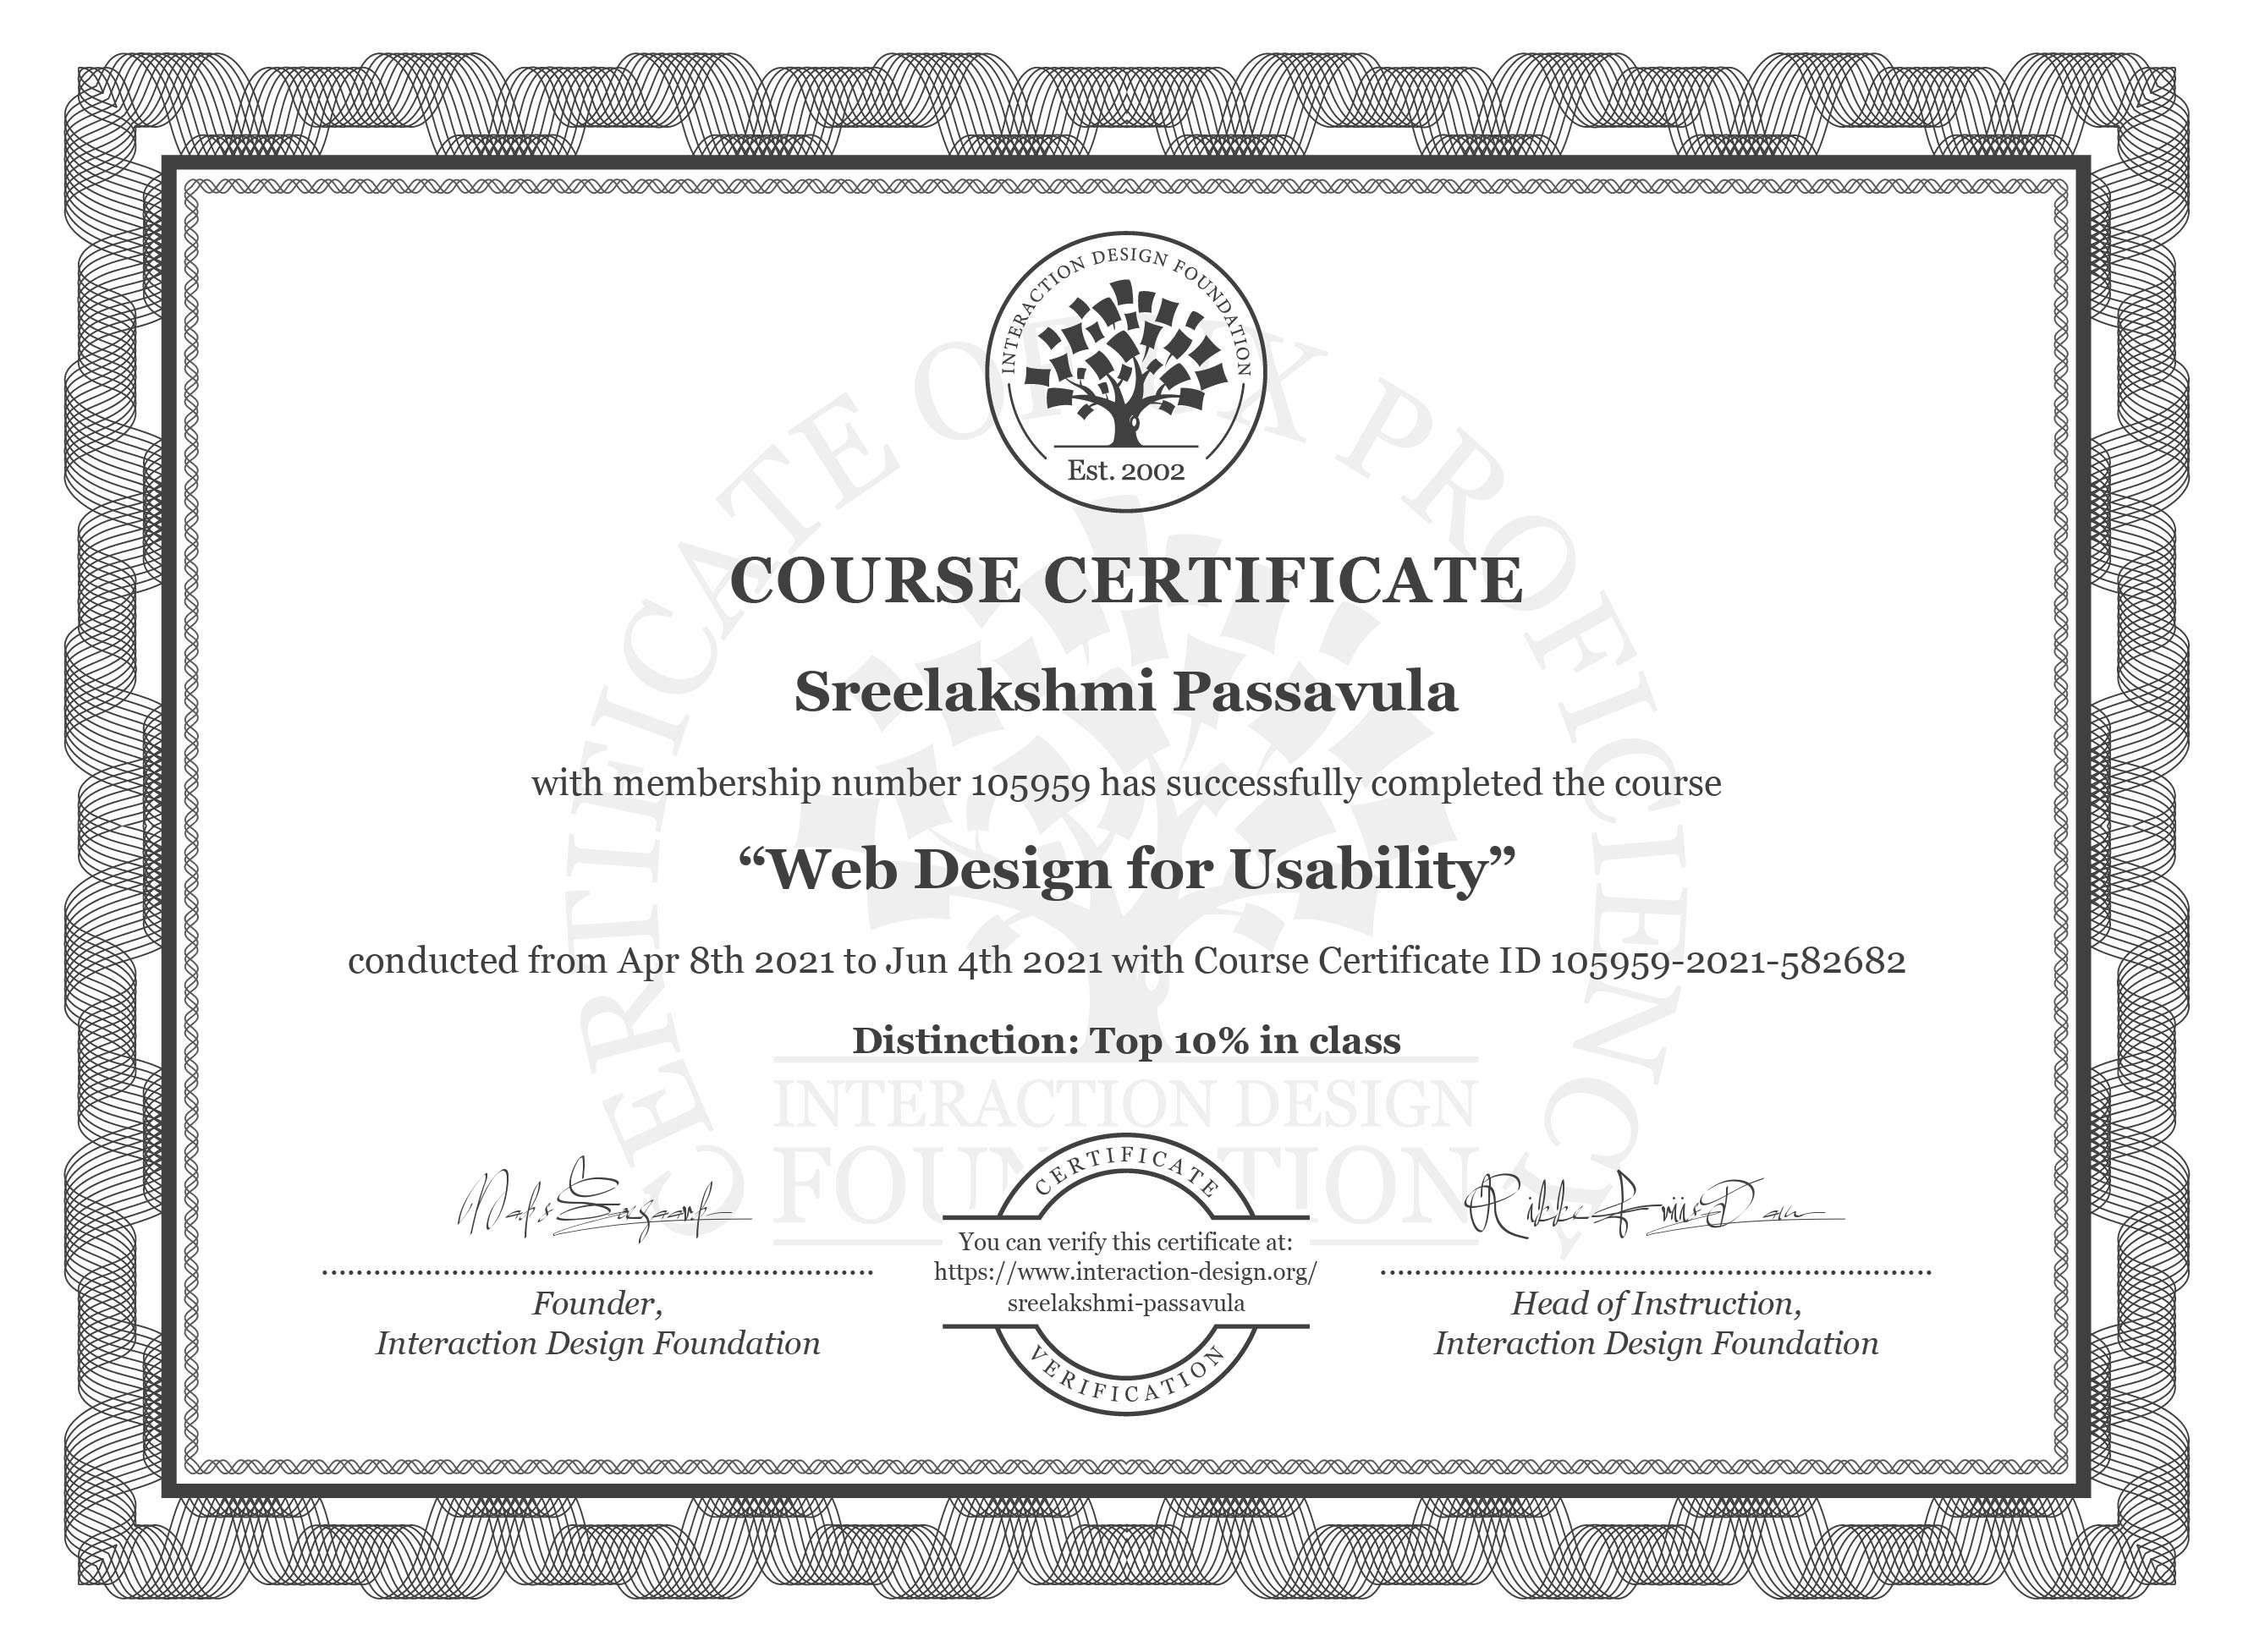 INTERACTION DESIGN FOUNDATION
Est. 2002
CERTIFICATE OF UX PROFICIENCY
COURSE CERTIFICATE
Sreelakshmi Passavula
with membership number 105959 has successfully completed the course
“Web Design for Usability”
conducted from Apr 8th 2021 to Jun 4th 2021 with Course Certificate ID 105959-2021-582682
Distinction: Top 10% in class
INTERACTION DESIGN
FOUNDATION
CERTIFICATE
You can verify this certificate at:
https://www.interaction-design.org/
sreelakshmi-passavula
VERIFICATION
Founder,
Interaction Design Foundation
Rikke Friis Dam
Head of Instruction,
Interaction Design Foundation